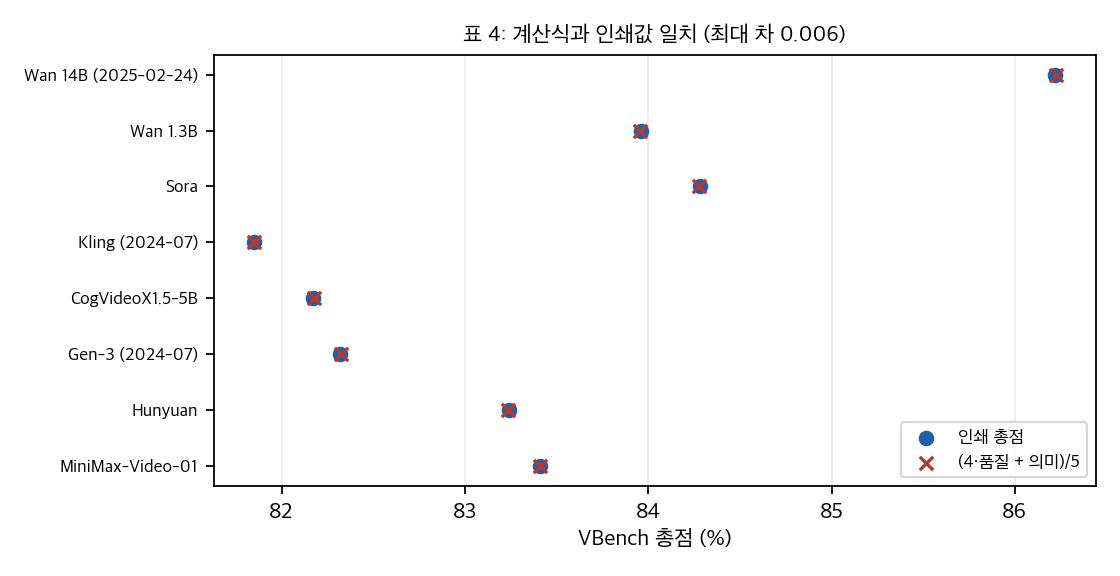 표 4: 계산식과 인쇄값 일치 (최대 차 0.006)
Wan 14B (2025-02-24)
Wan 1.3B
Sora
Kling (2024-07)
CogVideoX1.5-5B
Gen-3 (2024-07)
Hunyuan
MiniMax-Video-01
인쇄 총점
(4·품질 + 의미)/5
82 83 84 85 86
VBench 총점 (%)